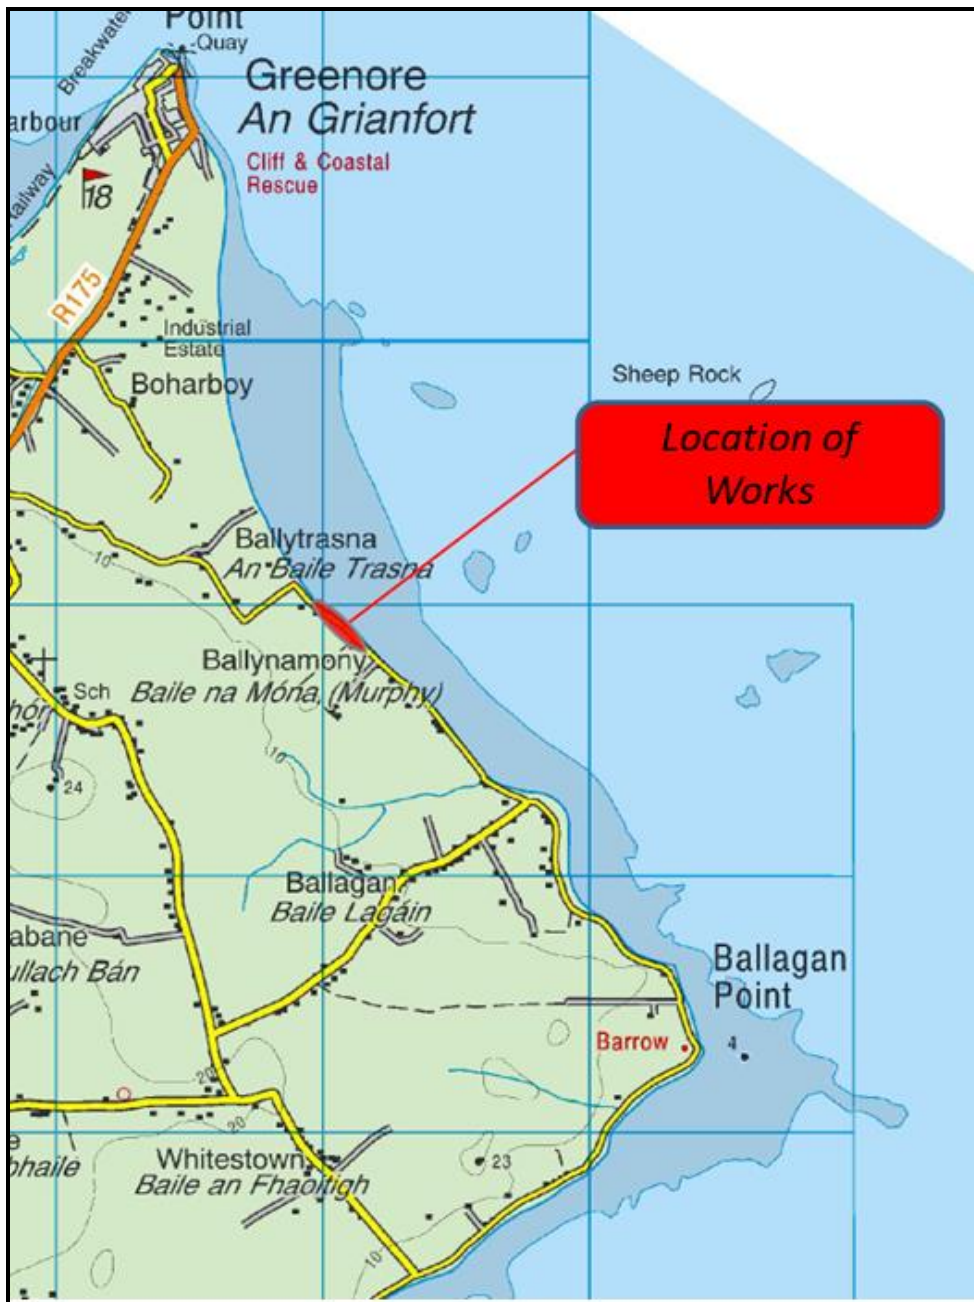 Point
Quay
Breakwater
Greenore
An Grianfort
arbour
Cliff & Coastal
Rescue
18
ailway
R175
Industrial
Estate
Boharboy
Sheep Rock
Location of
Works
Ballytrasna
An Baile Trasna
10
Ballynamony
Baile na Móna, (Murphy)
Sch
hór
10
24
Ballagan
Baile Lagáin
abane
ullach Bán
Ballagan
Point
Barrow
4
20
20
e
bhaile
Whitestown
Baile an Fhaoitigh
23
10